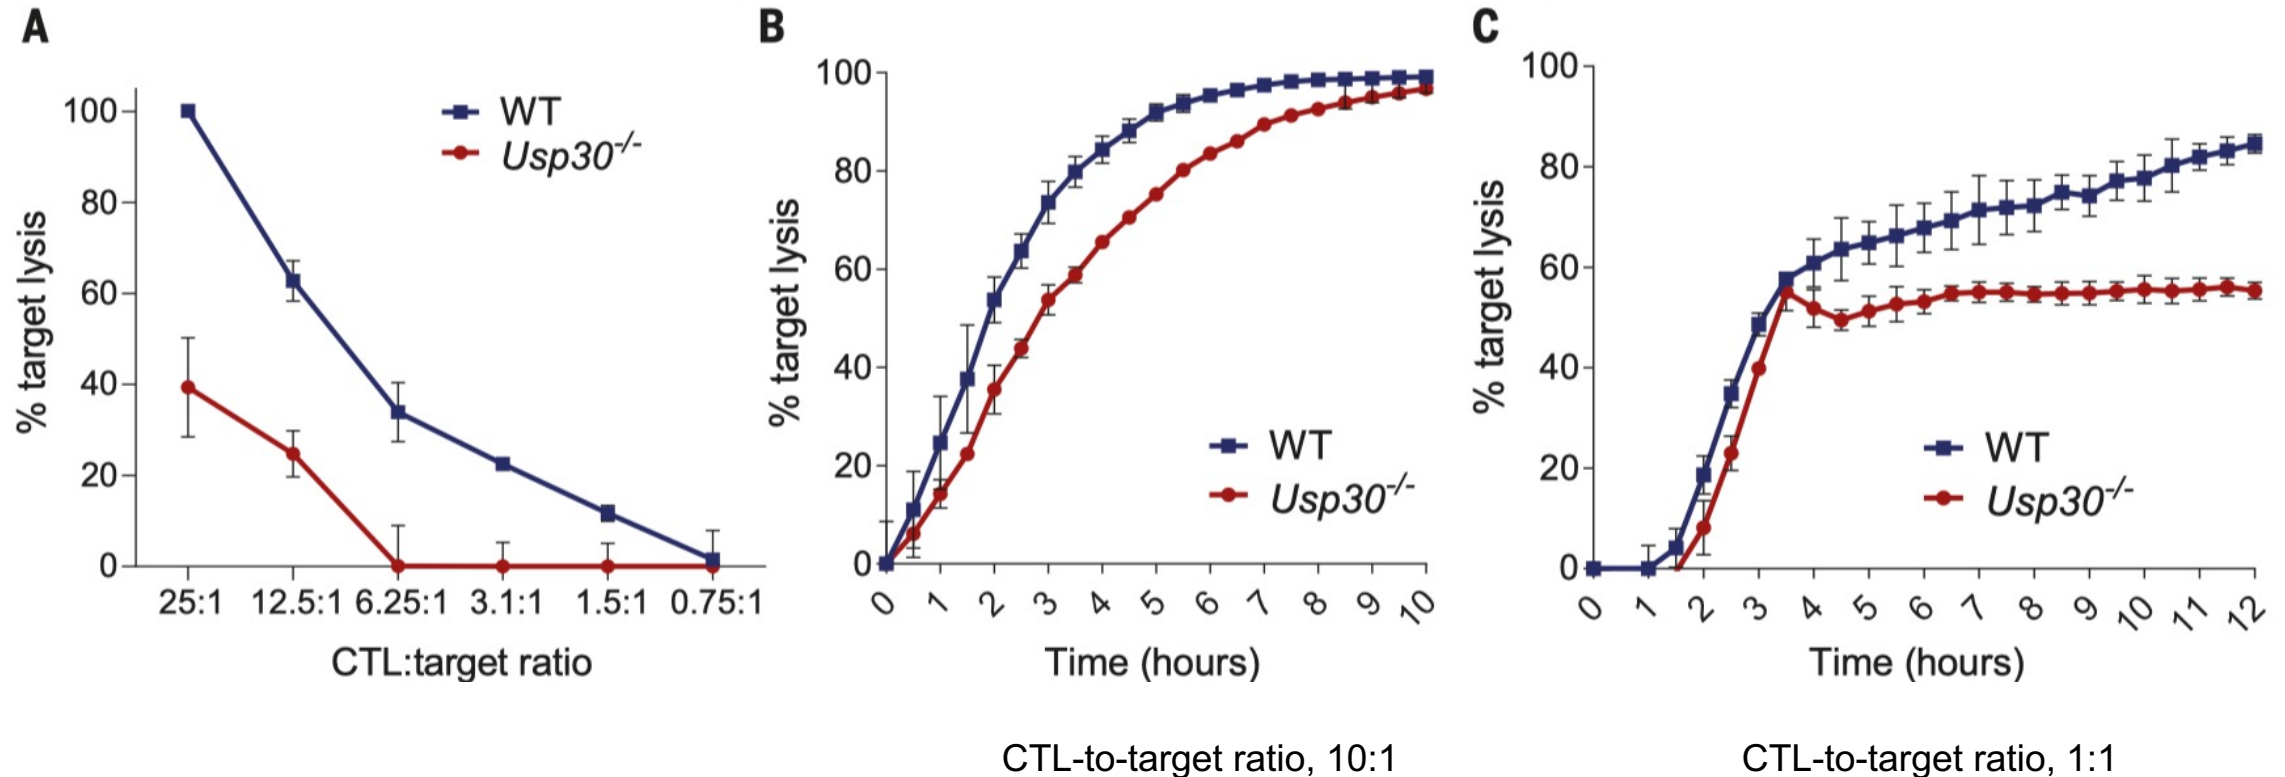 A
% target lysis
100
80
60
40
20
0
WT
Usp30-/-
25:1 12.5:1 6.25:1 3.1:1 1.5:1 0.75:1
CTL:target ratio
B
% target lysis
100
80
60
40
20
0
WT
Usp30-/-
0 1 2 3 4 5 6 7 8 9 10
Time (hours)
CTL-to-target ratio, 10:1
C
% target lysis
100
80
60
40
20
0
WT
Usp30-/-
0 1 2 3 4 5 6 7 8 9 10 11 12
Time (hours)
CTL-to-target ratio, 1:1